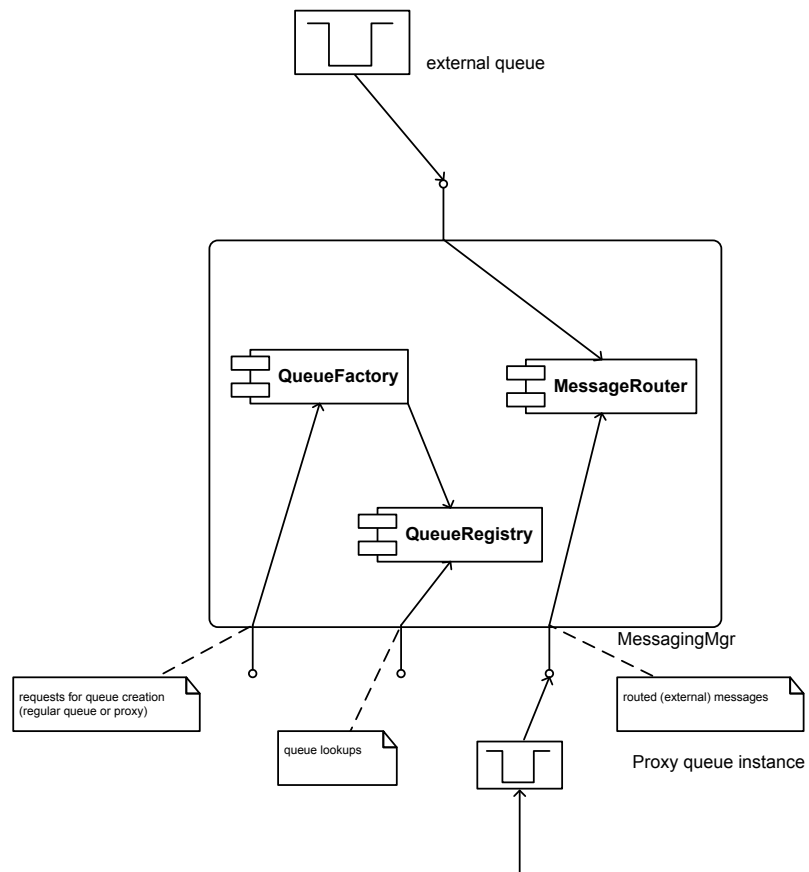 external queue
QueueFactory
MessageRouter
QueueRegistry
MessagingMgr
requests for queue creation
(regular queue or proxy)
routed (external) messages
queue lookups
Proxy queue instance